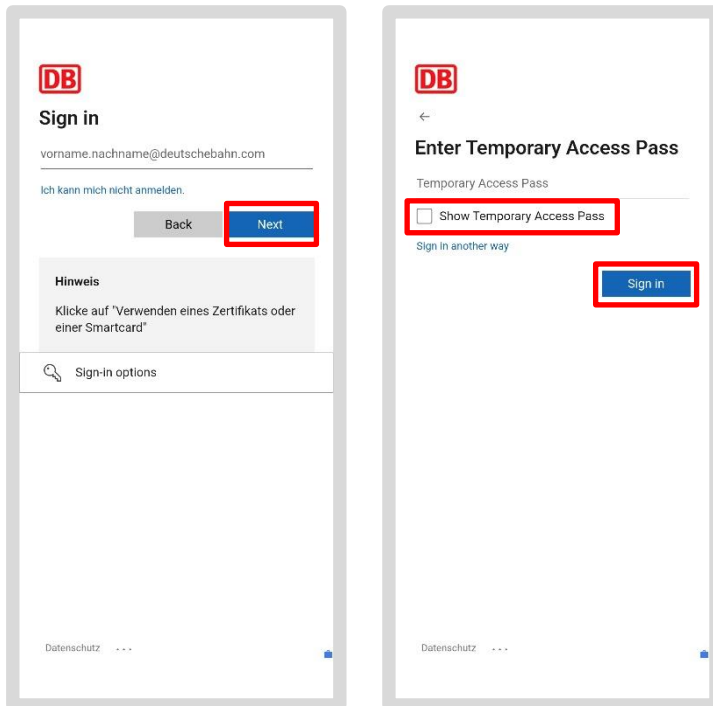 DB
Sign in
vorname.nachname@deutschebahn.com
Ich kann mich nicht anmelden.
Back
Next
Hinweis
Klicke auf "Verwenden eines Zertifikats oder
einer Smartcard"
Sign-in options
Datenschutz ...
DB
←
Enter Temporary Access Pass
Temporary Access Pass
Show Temporary Access Pass
Sign in another way
Sign in
Datenschutz ...